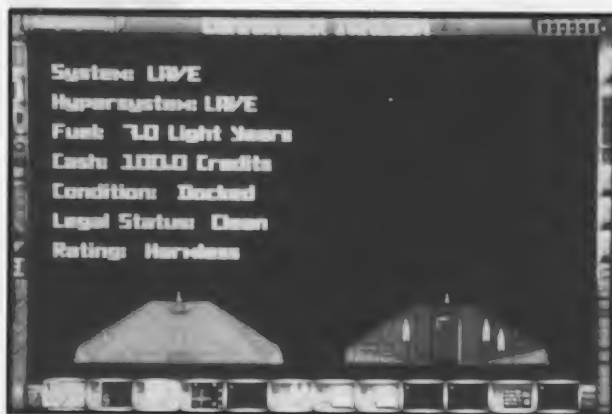 System: LAVE
Hypersystem: LAVE
Fuel: 7.0 Light Years
Cash: 100.0 Credits
Condition: Docked
Legal Status: Clean
Rating: Harmless